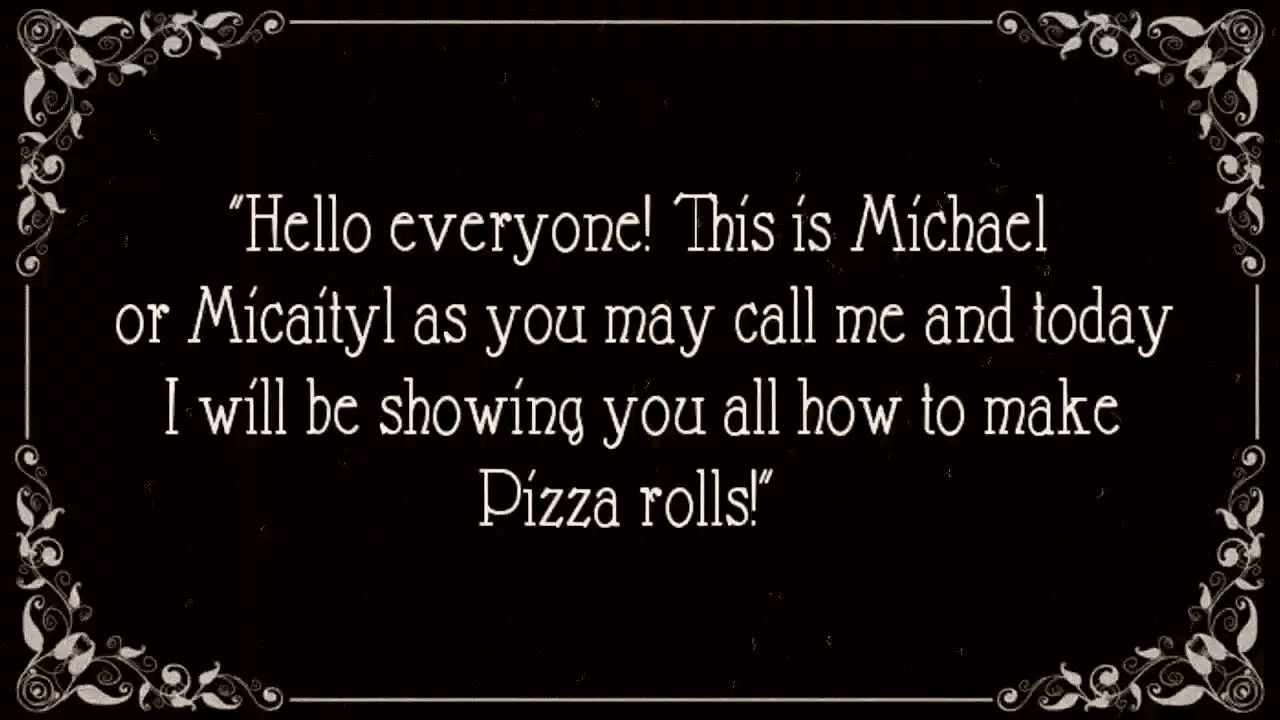 "Hello everyone! This is Michael
or Micaityl as you may call me and today
I will be showing you all how to make
Pizza rolls!"